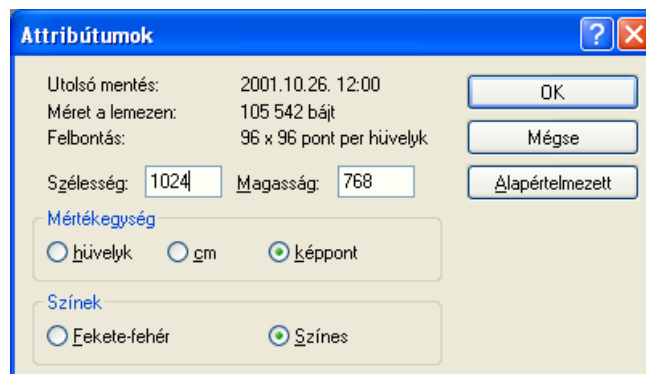 Attribútumok
Utolsó mentés: 2001.10.26. 12:00
Méret a lemezen: 105 542 bájt
Felbontás: 96 x 96 pont per hüvelyk
Szélesség: 1024 Magasság: 768
OK
Mégse
Alapértelmezett
Mértékegység
hüvelyk cm képpont
Színek
Fekete-fehér Színes